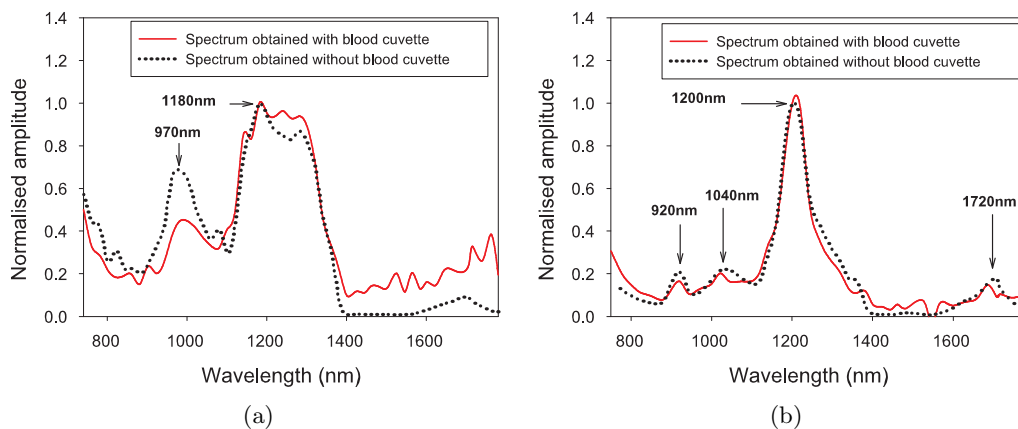 1.4
1.2
1.0
0.8
0.6
0.4
0.2
0.0
Normalised amplitude
Spectrum obtained with blood cuvette
Spectrum obtained without blood cuvette
1180nm
970nm
800 1000 1200 1400 1600
Wavelength (nm)
(a)
1.4
1.2
1.0
0.8
0.6
0.4
0.2
0.0
Normalised amplitude
Spectrum obtained with blood cuvette
Spectrum obtained without blood cuvette
1200nm
920nm
1040nm
1720nm
800 1000 1200 1400 1600
Wavelength (nm)
(b)